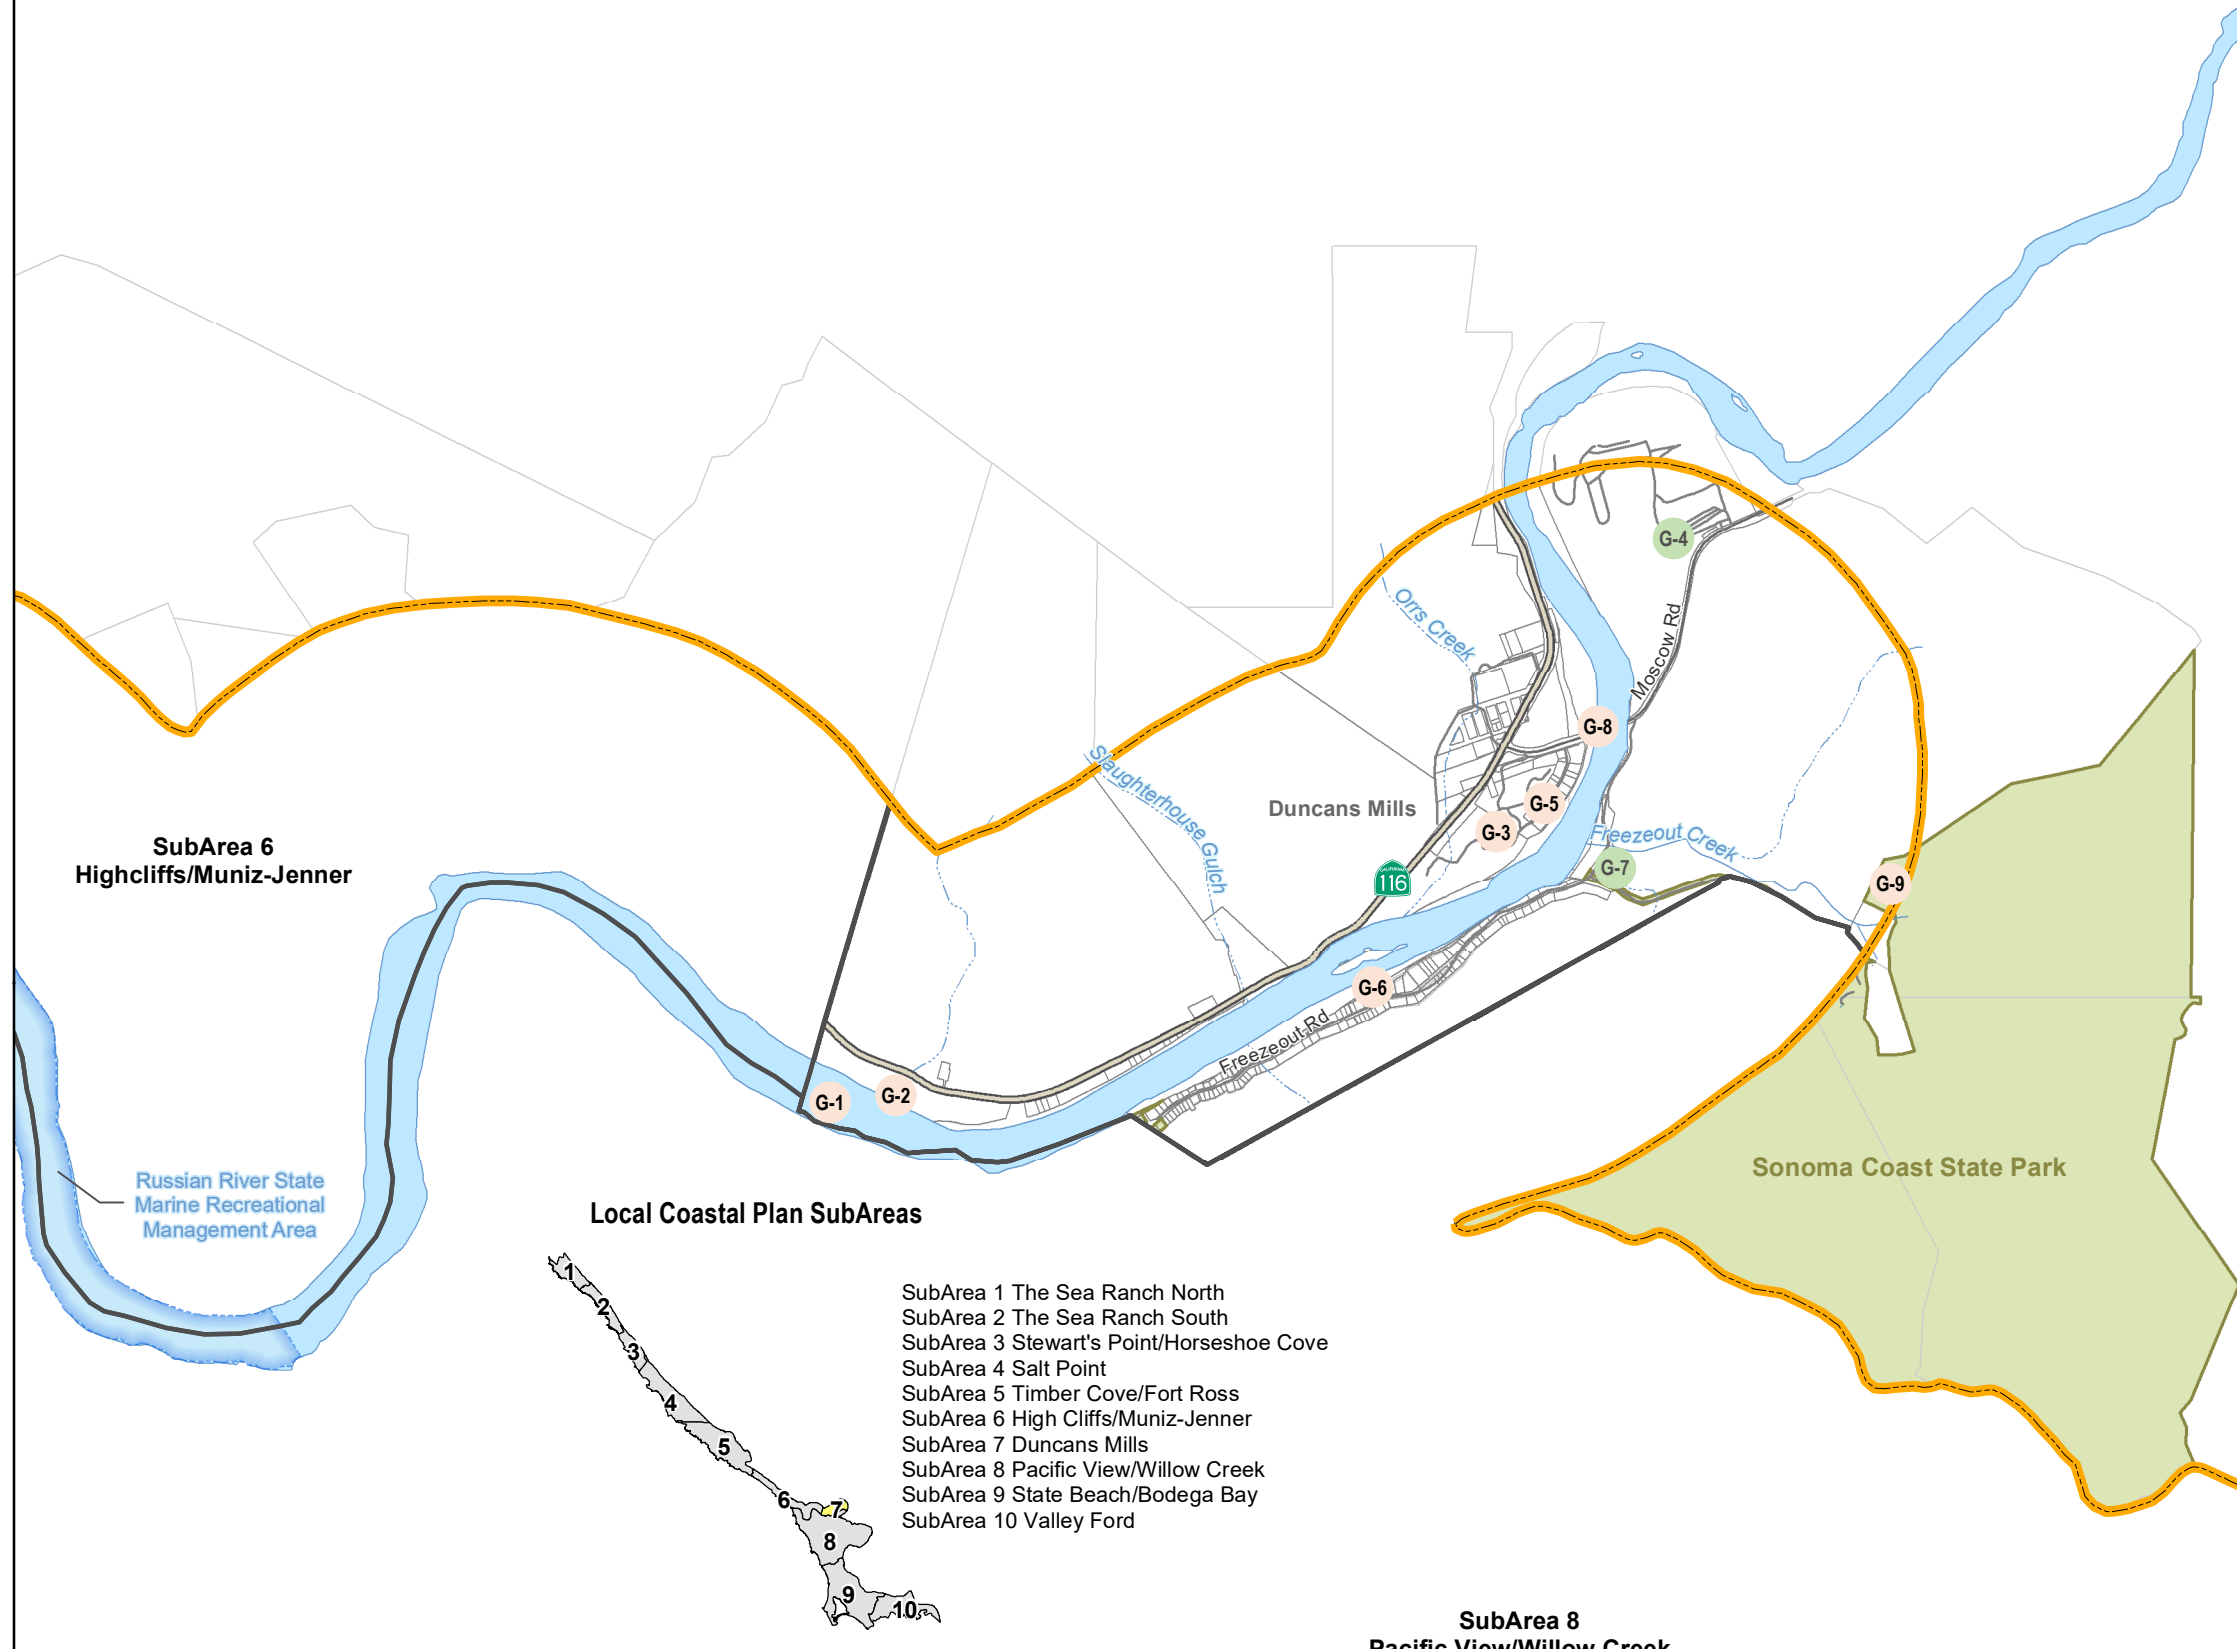 G-4
Orrs Creek
Moscow Rd
G-8
Slaughterhouse Gulch
Duncans Mills
G-5
G-3
Freezeout Creek
SubArea 6
Highcliffs/Muniz-Jenner
CALIFORNIA
116
G-7
G-9
G-6
Freezeout Rd
G-1
G-2
Sonoma Coast State Park
Russian River State
Marine Recreational
Management Area
Local Coastal Plan SubAreas
1
2
3
4
5
6
7
8
9
10
SubArea 1 The Sea Ranch North
SubArea 2 The Sea Ranch South
SubArea 3 Stewart's Point/Horseshoe Cove
SubArea 4 Salt Point
SubArea 5 Timber Cove/Fort Ross
SubArea 6 High Cliffs/Muniz-Jenner
SubArea 7 Duncans Mills
SubArea 8 Pacific View/Willow Creek
SubArea 9 State Beach/Bodega Bay
SubArea 10 Valley Ford
SubArea 8
Pacific View/Willow Creek